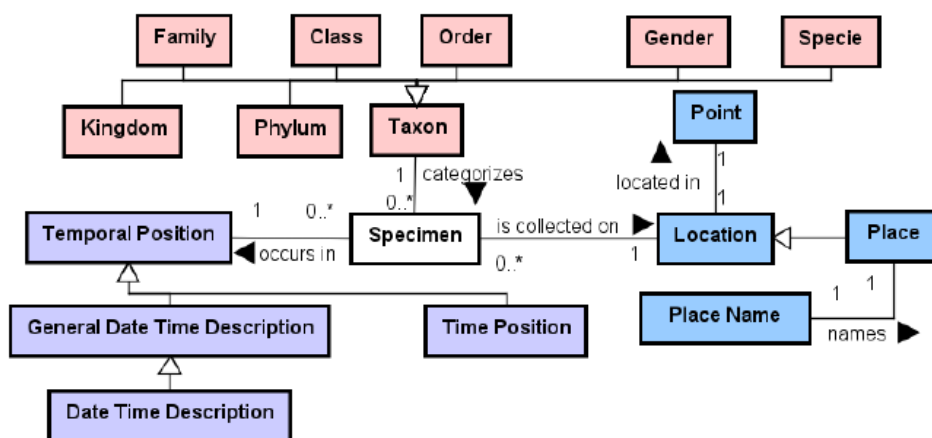 Family
Class
Order
Gender
Specie
Kingdom
Phylum
Taxon
Point
1
categorizes
0..*
located in
1
1
Temporal Position
1
0..*
occurs in
Specimen
is collected on
0..*
1
Location
Place
General Date Time Description
Time Position
Place Name
1
1
names
Date Time Description